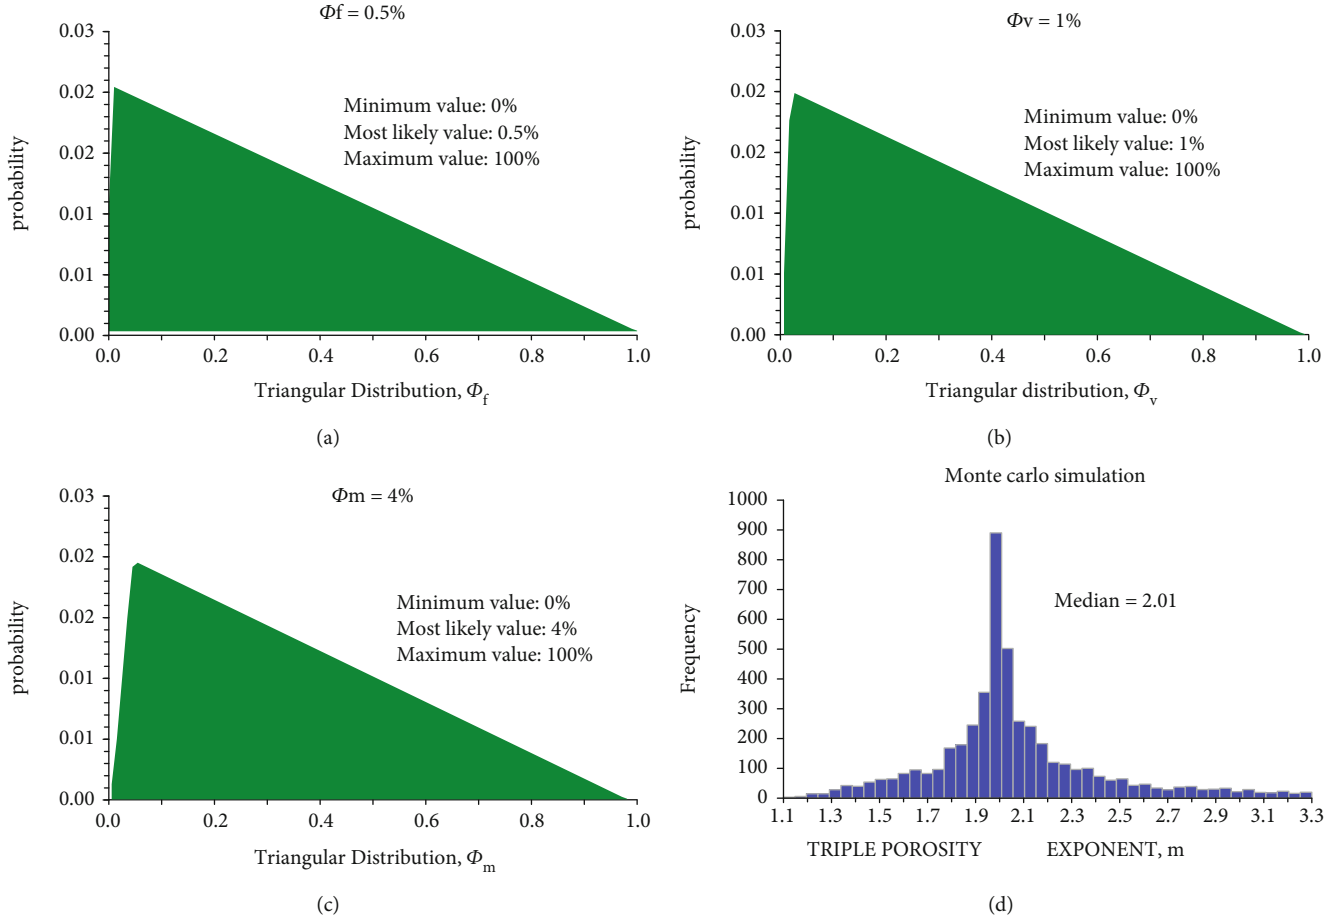 Φf = 0.5%
0.03
0.02
0.02
0.01
0.01
0.00
probability
Minimum value: 0%
Most likely value: 0.5%
Maximum value: 100%
0.0 0.2 0.4 0.6 0.8 1.0
Triangular Distribution, Φf
(a)
Φv = 1%
0.03
0.02
0.02
0.01
0.01
0.00
probability
Minimum value: 0%
Most likely value: 1%
Maximum value: 100%
0.0 0.2 0.4 0.6 0.8 1.0
Triangular distribution, Φv
(b)
Φm = 4%
0.03
0.02
0.02
0.01
0.01
0.00
probability
Minimum value: 0%
Most likely value: 4%
Maximum value: 100%
0.0 0.2 0.4 0.6 0.8 1.0
Triangular Distribution, Φm
(c)
Monte carlo simulation
1000
900
800
700
600
500
400
300
200
100
0
Frequency
Median = 2.01
1.1 1.3 1.5 1.7 1.9 2.1 2.3 2.5 2.7 2.9 3.1 3.3
TRIPLE POROSITY EXPONENT, m
(d)